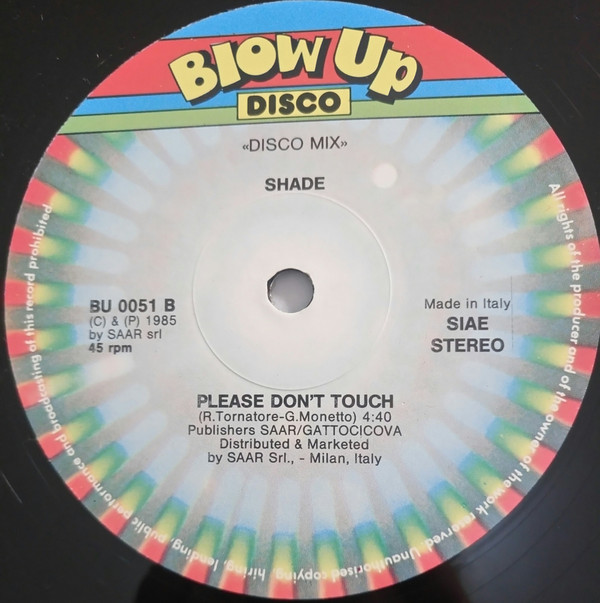 Blow Up
DISCO
«DISCO MIX»
SHADE
BU 0051 B
(C) & (P) 1985
by SAAR srl
45 rpm
Made in Italy
SIAE
STEREO
PLEASE DON'T TOUCH
(R.Tornatore-G.Monetto) 4:40
Publishers SAAR/GATTOCICOVA
Distributed & Marketed
by SAAR Srl., - Milan, Italy
All rights of the producer and of the owner of the work reserved. Unauthorised copying, hiring, lending, public performance and broadcasting of this record prohibited